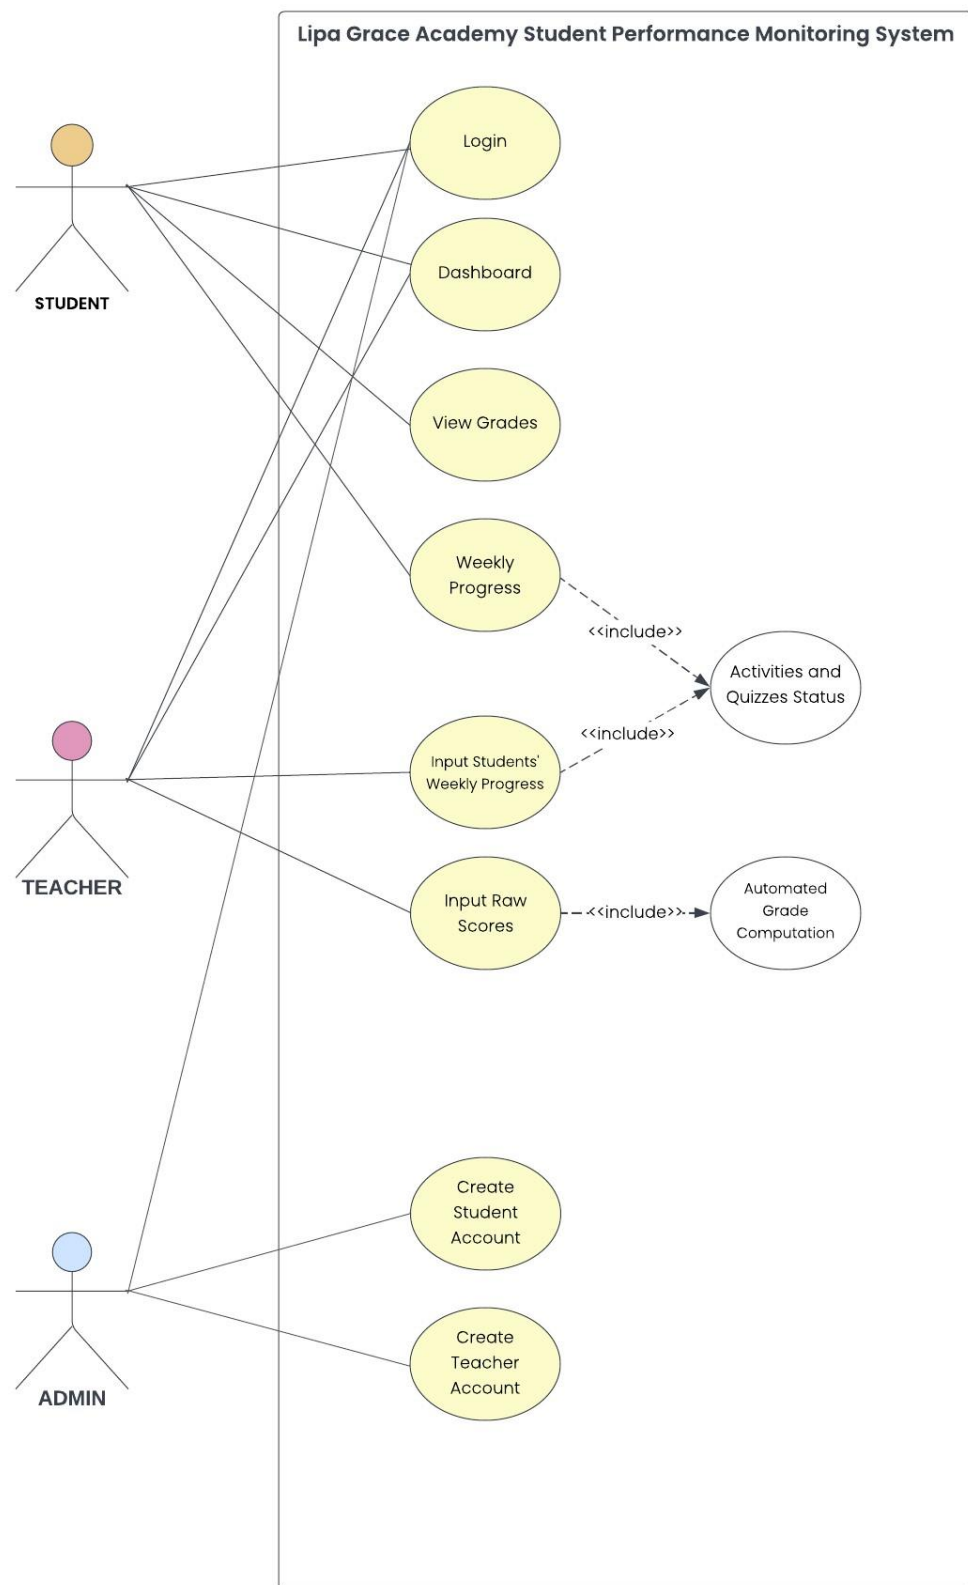 Lipa Grace Academy Student Performance Monitoring System
Login
STUDENT
Dashboard
View Grades
Weekly
Progress
<<include>>
Activities and
Quizzes Status
<<include>>
Input Students'
Weekly Progress
TEACHER
Input Raw
Scores
<<include>>
Automated
Grade
Computation
Create
Student
Account
ADMIN
Create
Teacher
Account